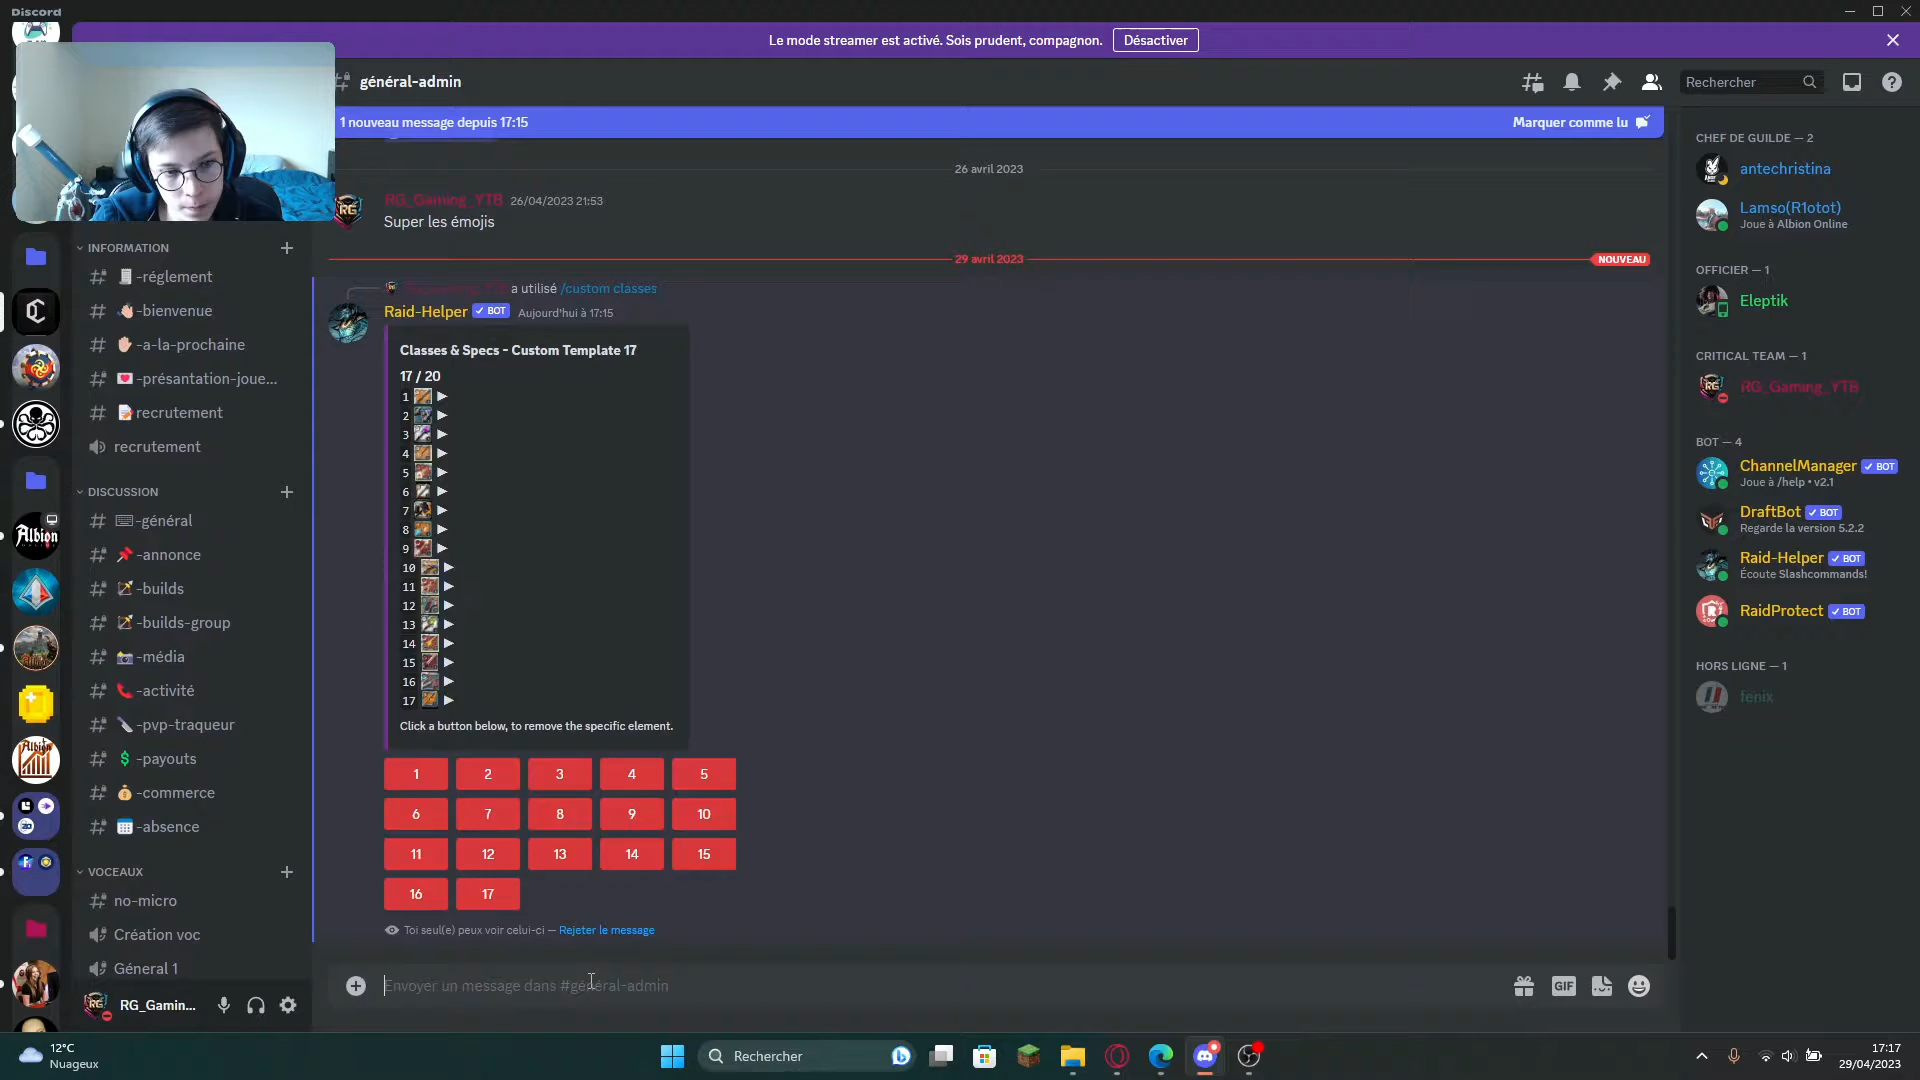 Discord
Le mode streamer est activé. Sois prudent, compagnon.
Désactiver
général-admin
Rechercher
1 nouveau message depuis 17:15
Marquer comme lu
26 avril 2023
RG_Gaming_YTB 26/04/2023 21:53
Super les émojis
29 avril 2023
NOUVEAU
a utilisé /custom classes
Raid-Helper BOT Aujourd'hui à 17:15
Classes & Specs - Custom Template 17
17 / 20
1
2
3
4
5
6
7
8
9
10
11
12
13
14
15
16
17
Click a button below, to remove the specific element.
1 2 3 4 5
6 7 8 9 10
11 12 13 14 15
16 17
Toi seul(e) peux voir celui-ci — Rejeter le message
Envoyer un message dans #général-admin
GIF
INFORMATION
-réglement
-bienvenue
-a-la-prochaine
-présantation-joue...
recrutement
recrutement
DISCUSSION
-général
-annonce
-builds
-builds-group
-média
-activité
-pvp-traqueur
-payouts
-commerce
-absence
VOCEAUX
no-micro
Création voc
Géneral 1
RG_Gamin...
CHEF DE GUILDE — 2
antechristina
Lamso(R1otot)
Joue à Albion Online
OFFICIER — 1
Eleptik
CRITICAL TEAM — 1
RG_Gaming_YTB
BOT — 4
ChannelManager BOT
Joue à /help • v2.1
DraftBot BOT
Regarde la version 5.2.2
Raid-Helper BOT
Écoute Slashcommands!
RaidProtect BOT
HORS LIGNE — 1
fenix
Albion
Albion
12°C
Nuageux
Rechercher
17:17
29/04/2023